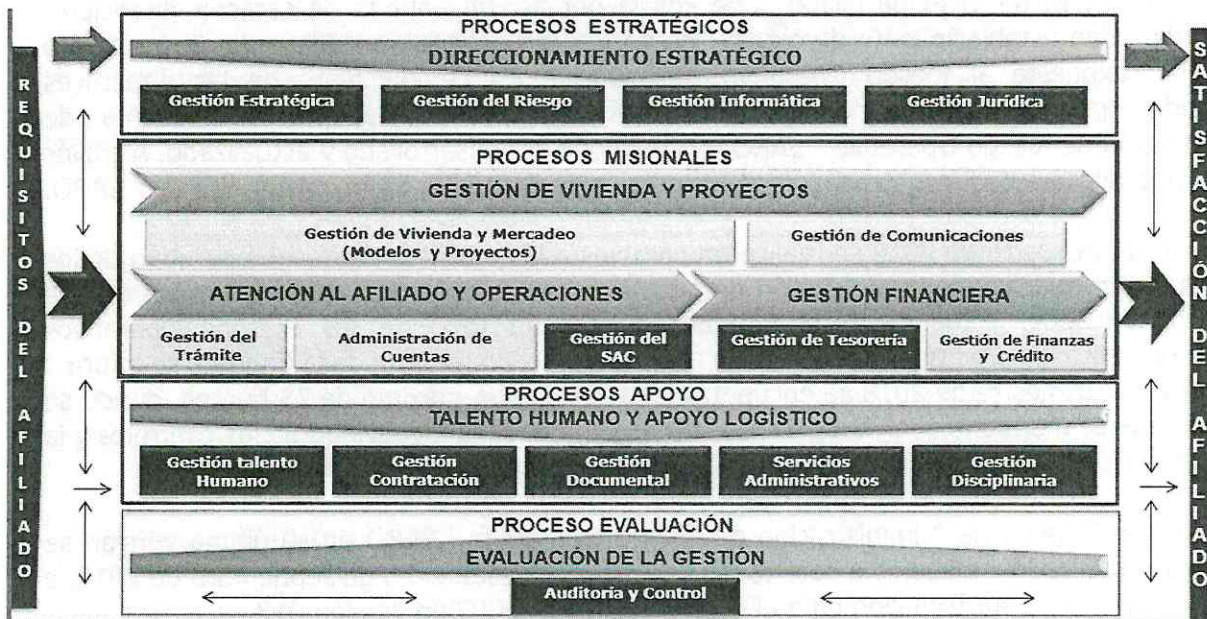 PROCESOS ESTRATÉGICOS
DIRECCIONAMIENTO ESTRATÉGICO
Gestión Estratégica
Gestión del Riesgo
Gestión Informática
Gestión Jurídica
REQUISITOS DEL AFILIADO
PROCESOS MISIONALES
GESTIÓN DE VIVIENDA Y PROYECTOS
Gestión de Vivienda y Mercadeo
(Modelos y Proyectos)
Gestión de Comunicaciones
ATENCIÓN AL AFILIADO Y OPERACIONES
GESTIÓN FINANCIERA
Gestión del
Trámite
Administración de
Cuentas
Gestión del
SAC
Gestión de Tesorería
Gestión de Finanzas
y Crédito
PROCESOS APOYO
TALENTO HUMANO Y APOYO LOGÍSTICO
Gestión talento
Humano
Gestión
Contratación
Gestión
Documental
Servicios
Administrativos
Gestión
Disciplinaria
PROCESO EVALUACIÓN
EVALUACIÓN DE LA GESTIÓN
Auditoría y Control
SATISFACCIÓN DEL AFILIADO